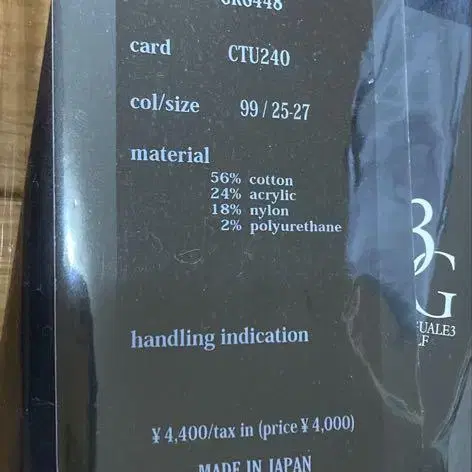 card CTU240
col/size 99 / 25-27
material
56% cotton
24% acrylic
18% nylon
2% polyurethane
handling indication
¥4,400/tax in (price ¥4,000)
MADE IN JAPAN
G